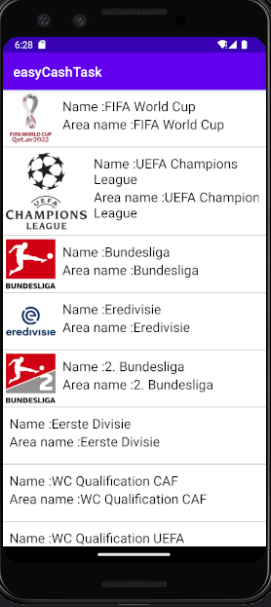 6:28
easyCashTask
FIFA WORLD CUP
Qatar2022
Name :FIFA World Cup
Area name :FIFA World Cup
UEFA
CHAMPIONS
LEAGUE
Name :UEFA Champions
League
Area name :UEFA Champion
League
BUNDESLIGA
Name :Bundesliga
Area name :Bundesliga
eredivisie
Name :Eredivisie
Area name :Eredivisie
2
BUNDESLIGA
Name :2. Bundesliga
Area name :2. Bundesliga
Name :Eerste Divisie
Area name :Eerste Divisie
Name :WC Qualification CAF
Area name :WC Qualification CAF
Name :WC Qualification UEFA